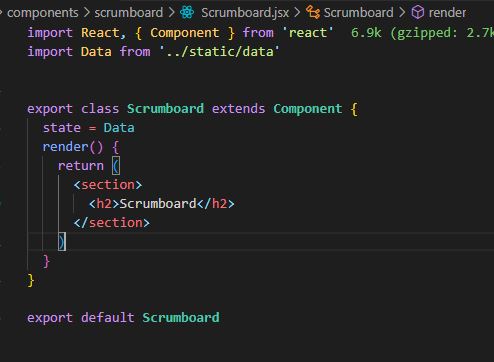 components > scrumboard > Scrumboard.jsx > Scrumboard > render
import React, { Component } from 'react' 6.9k (gzipped: 2.7k
import Data from '../static/data'
export class Scrumboard extends Component {
state = Data
render() {
return (
<section>
<h2>Scrumboard</h2>
</section>
)
}
}
export default Scrumboard